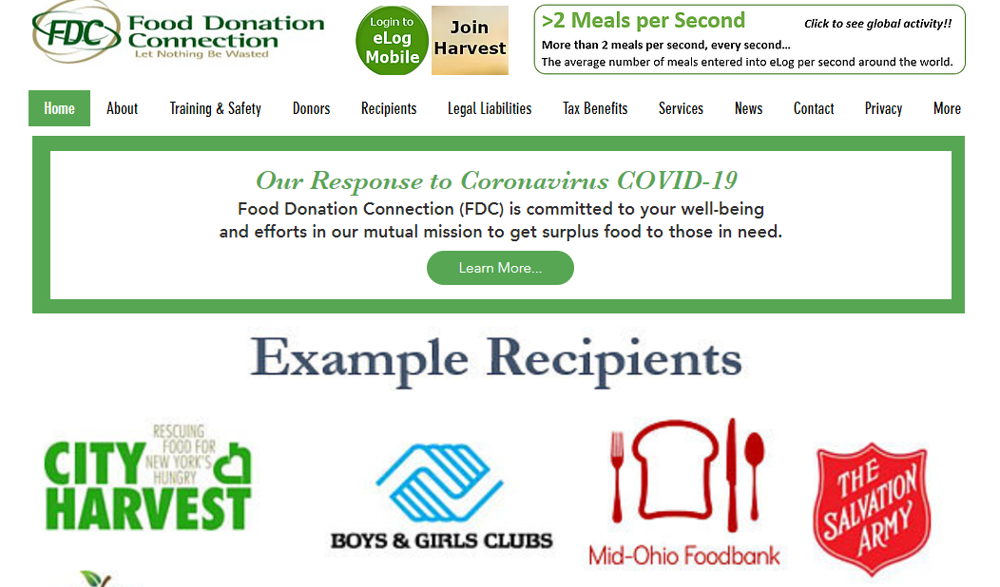 FDC
Food Donation
Connection
Let Nothing Be Wasted
Login to
eLog
Mobile
Join
Harvest
>2 Meals per Second
Click to see global activity!!
More than 2 meals per second, every second...
The average number of meals entered into eLog per second around the world.
Home About Training & Safety Donors Recipients Legal Liabilities Tax Benefits Services News Contact Privacy More
Our Response to Coronavirus COVID-19
Food Donation Connection (FDC) is committed to your well-being
and efforts in our mutual mission to get surplus food to those in need.
Learn More...
Example Recipients
RESCUING
FOOD FOR
NEW YORK'S
HUNGRY
CITY
HARVEST
BOYS & GIRLS CLUBS
Mid-Ohio Foodbank
THE
SALVATION
ARMY